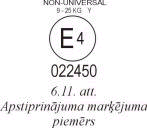 NON-UNIVERSAL
9 - 25 KG Y
E 4
022450
6.11. att.
Apstiprinājuma marķējuma
piemērs